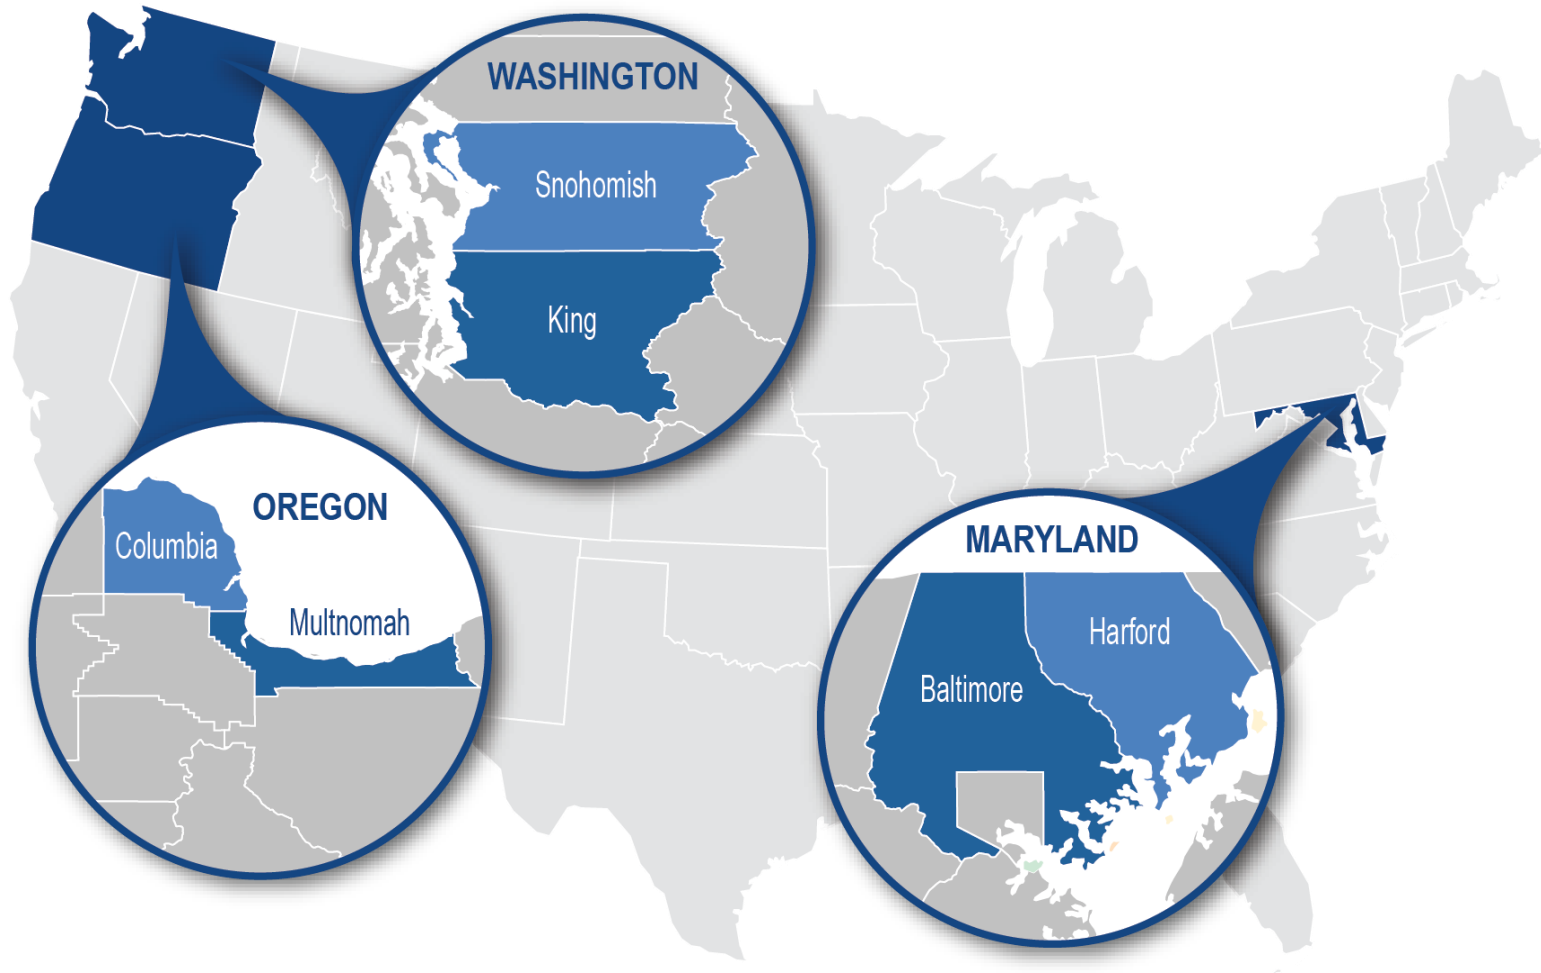 WASHINGTON
Snohomish
King
OREGON
Columbia
Multnomah
MARYLAND
Harford
Baltimore